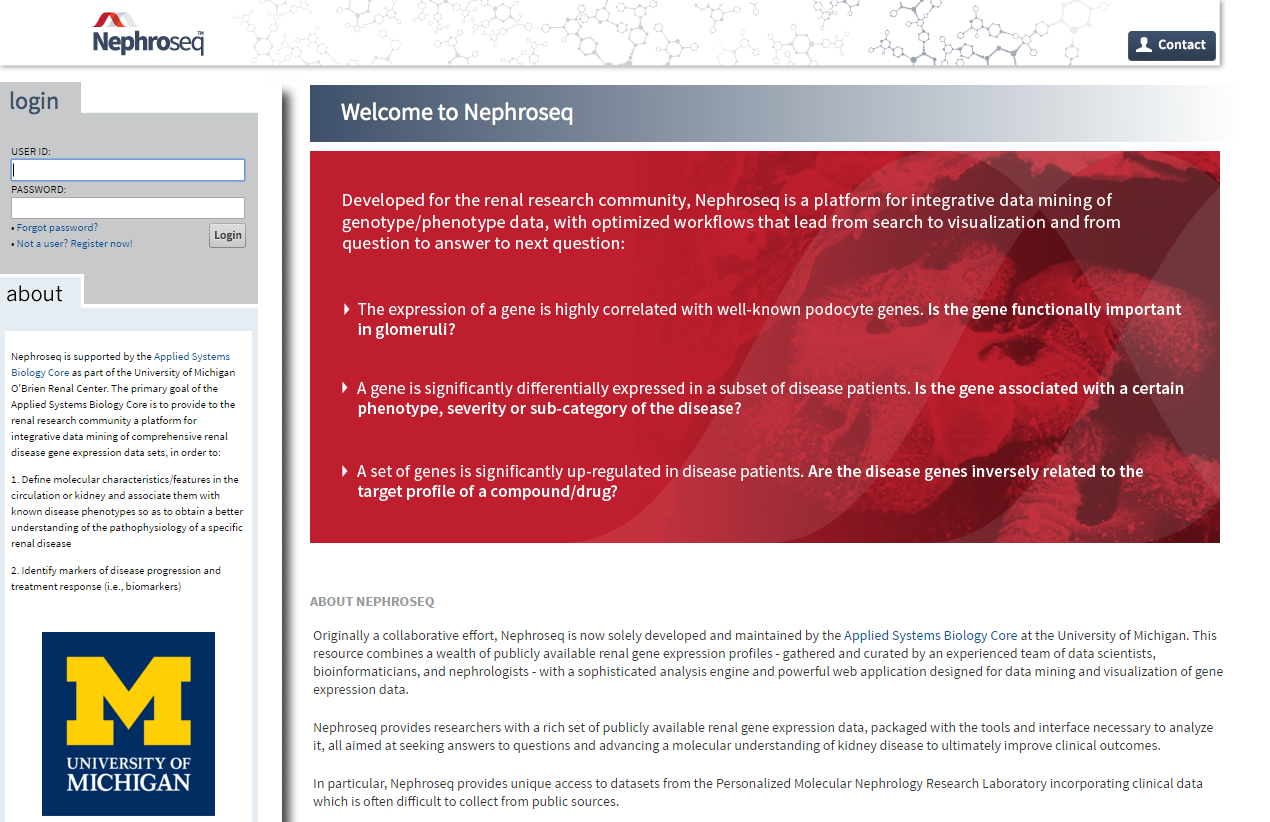 Nephroseq™
Contact
login
USER ID:
PASSWORD:
• Forgot password?
• Not a user? Register now!
Login
about
Nephroseq is supported by the Applied Systems
Biology Core as part of the University of Michigan
O'Brien Renal Center. The primary goal of the
Applied Systems Biology Core is to provide to the
renal research community a platform for
integrative data mining of comprehensive renal
disease gene expression data sets, in order to:
1. Define molecular characteristics/features in the
circulation or kidney and associate them with
known disease phenotypes so as to obtain a better
understanding of the pathophysiology of a specific
renal disease
2. Identify markers of disease progression and
treatment response (i.e., biomarkers)
M
UNIVERSITY OF
MICHIGAN
Welcome to Nephroseq
Developed for the renal research community, Nephroseq is a platform for integrative data mining of
genotype/phenotype data, with optimized workflows that lead from search to visualization and from
question to answer to next question:
The expression of a gene is highly correlated with well-known podocyte genes. Is the gene functionally important
in glomeruli?
A gene is significantly differentially expressed in a subset of disease patients. Is the gene associated with a certain
phenotype, severity or sub-category of the disease?
A set of genes is significantly up-regulated in disease patients. Are the disease genes inversely related to the
target profile of a compound/drug?
ABOUT NEPHROSEQ
Originally a collaborative effort, Nephroseq is now solely developed and maintained by the Applied Systems Biology Core at the University of Michigan. This
resource combines a wealth of publicly available renal gene expression profiles - gathered and curated by an experienced team of data scientists,
bioinformaticians, and nephrologists - with a sophisticated analysis engine and powerful web application designed for data mining and visualization of gene
expression data.
Nephroseq provides researchers with a rich set of publicly available renal gene expression data, packaged with the tools and interface necessary to analyze
it, all aimed at seeking answers to questions and advancing a molecular understanding of kidney disease to ultimately improve clinical outcomes.
In particular, Nephroseq provides unique access to datasets from the Personalized Molecular Nephrology Research Laboratory incorporating clinical data
which is often difficult to collect from public sources.